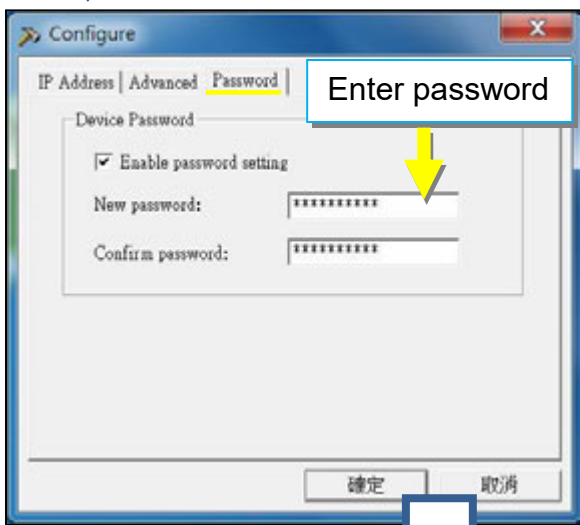 Configure
IP Address | Advanced Password |
Enter password
Device Password
Enable password setting
New password: **********
Confirm password: **********
確定 取消